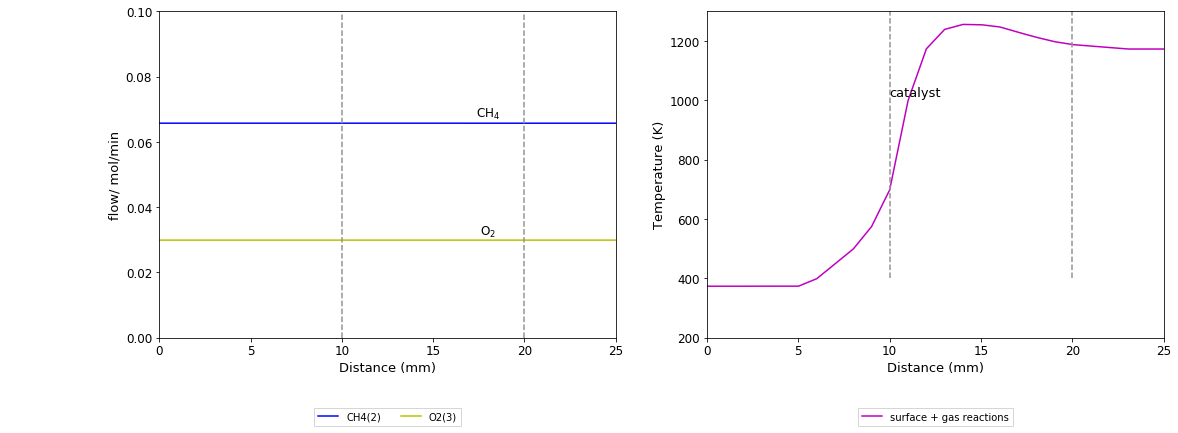 0.10
0.08
0.06
0.04
0.02
0.00
flow/ mol/min
CH₄
O₂
0 5 10 15 20 25
Distance (mm)
CH4(2) O2(3)
1200
1000
800
600
400
200
Temperature (K)
catalyst
0 5 10 15 20 25
Distance (mm)
surface + gas reactions